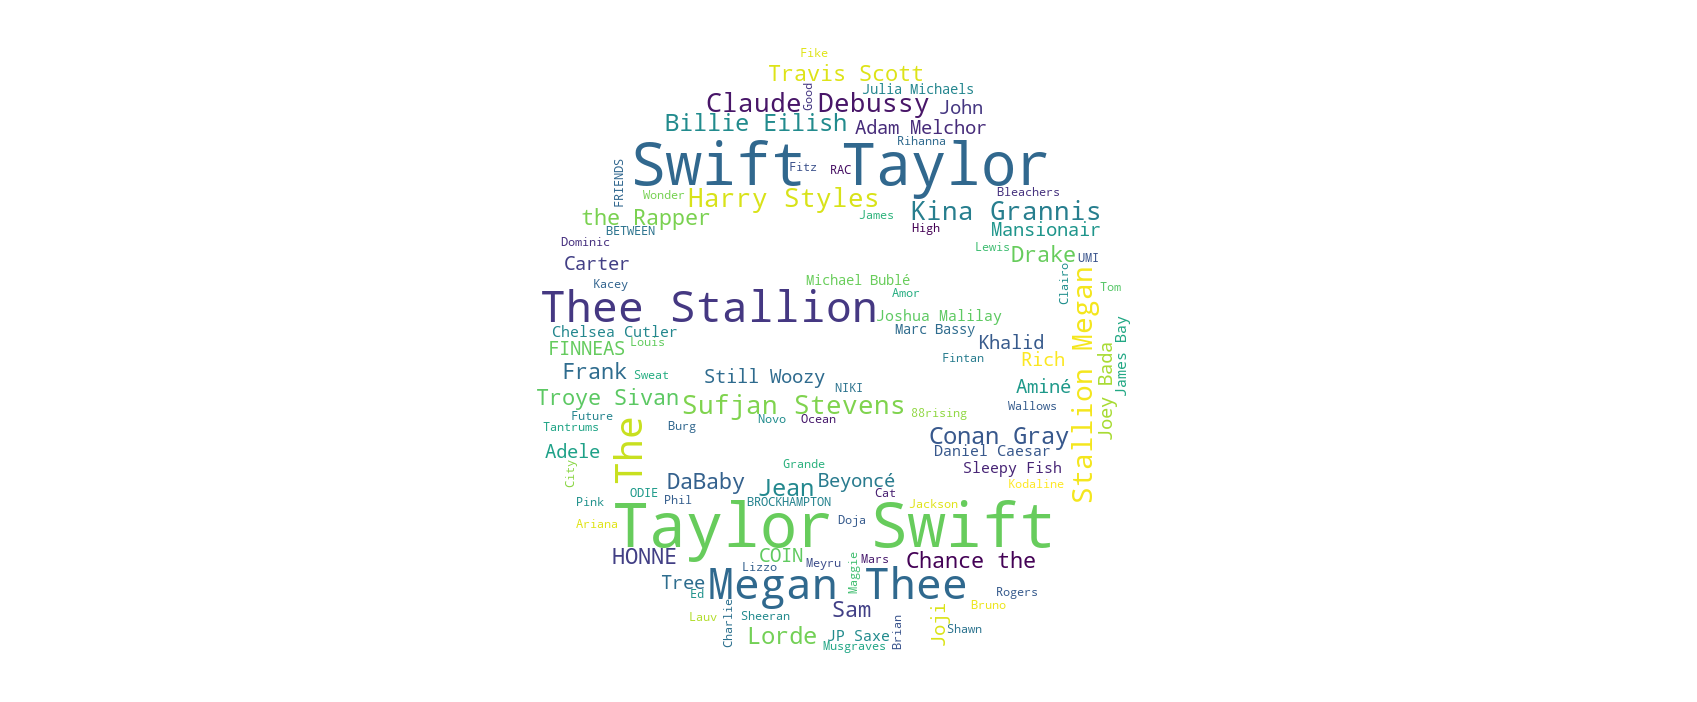 Fike
Travis Scott
Good
Julia Michaels
Claude Debussy
John
Billie Eilish
Adam Melchor
Rihanna
Swift Taylor
Fitz
RAC
FRIENDS
Wonder
Harry Styles
Bleachers
the Rapper
James
Kina Grannis
BETWEEN
High
Mansionair
Dominic
Lewis
Drake
UMI
Carter
Clairo
Kacey
Michael Bublé
Amor
Tom
Thee Stallion
Stallion Megan
Joshua Malilay
Chelsea Cutler
Marc Bassy
James Bay
FINNEAS
Louis
Khalid
Fintan
Rich
Joey Bada
Frank
Sweat
Still Woozy
NIKI
Aminé
Troye Sivan
Sufjan Stevens
Wallows
Future
Novo
Ocean
88rising
Tantrums
Burg
The
Conan Gray
Adele
Daniel Caesar
City
Grande
Sleepy Fish
DaBaby
Jean
Beyoncé
Kodaline
ODIE
Pink
Phil
BROCKHAMPTON
Cat
Jackson
Ariana
Taylor Swift
Doja
HONNE
COIN
Meyru
Maggie
Mars
Chance the
Lizzo
Tree
Megan Thee
Ed
Rogers
Lauv
Charlie
Sheeran
Sam
Bruno
Joji
Shawn
Lorde
JP Saxe
Brian
Musgraves